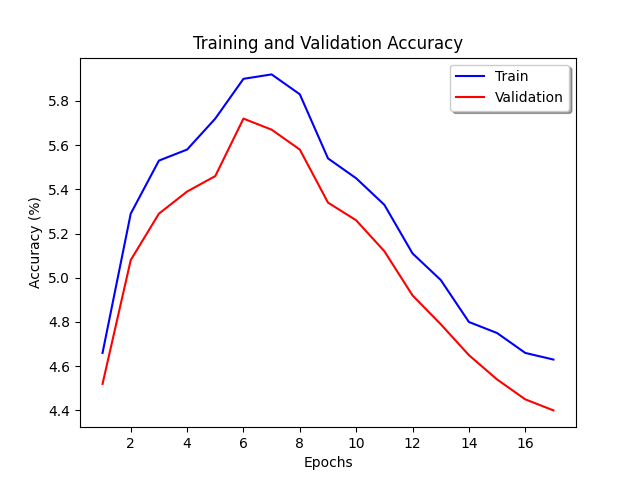 Training and Validation Accuracy
Train
Validation
Accuracy (%)
5.8
5.6
5.4
5.2
5.0
4.8
4.6
4.4
2 4 6 8 10 12 14 16
Epochs